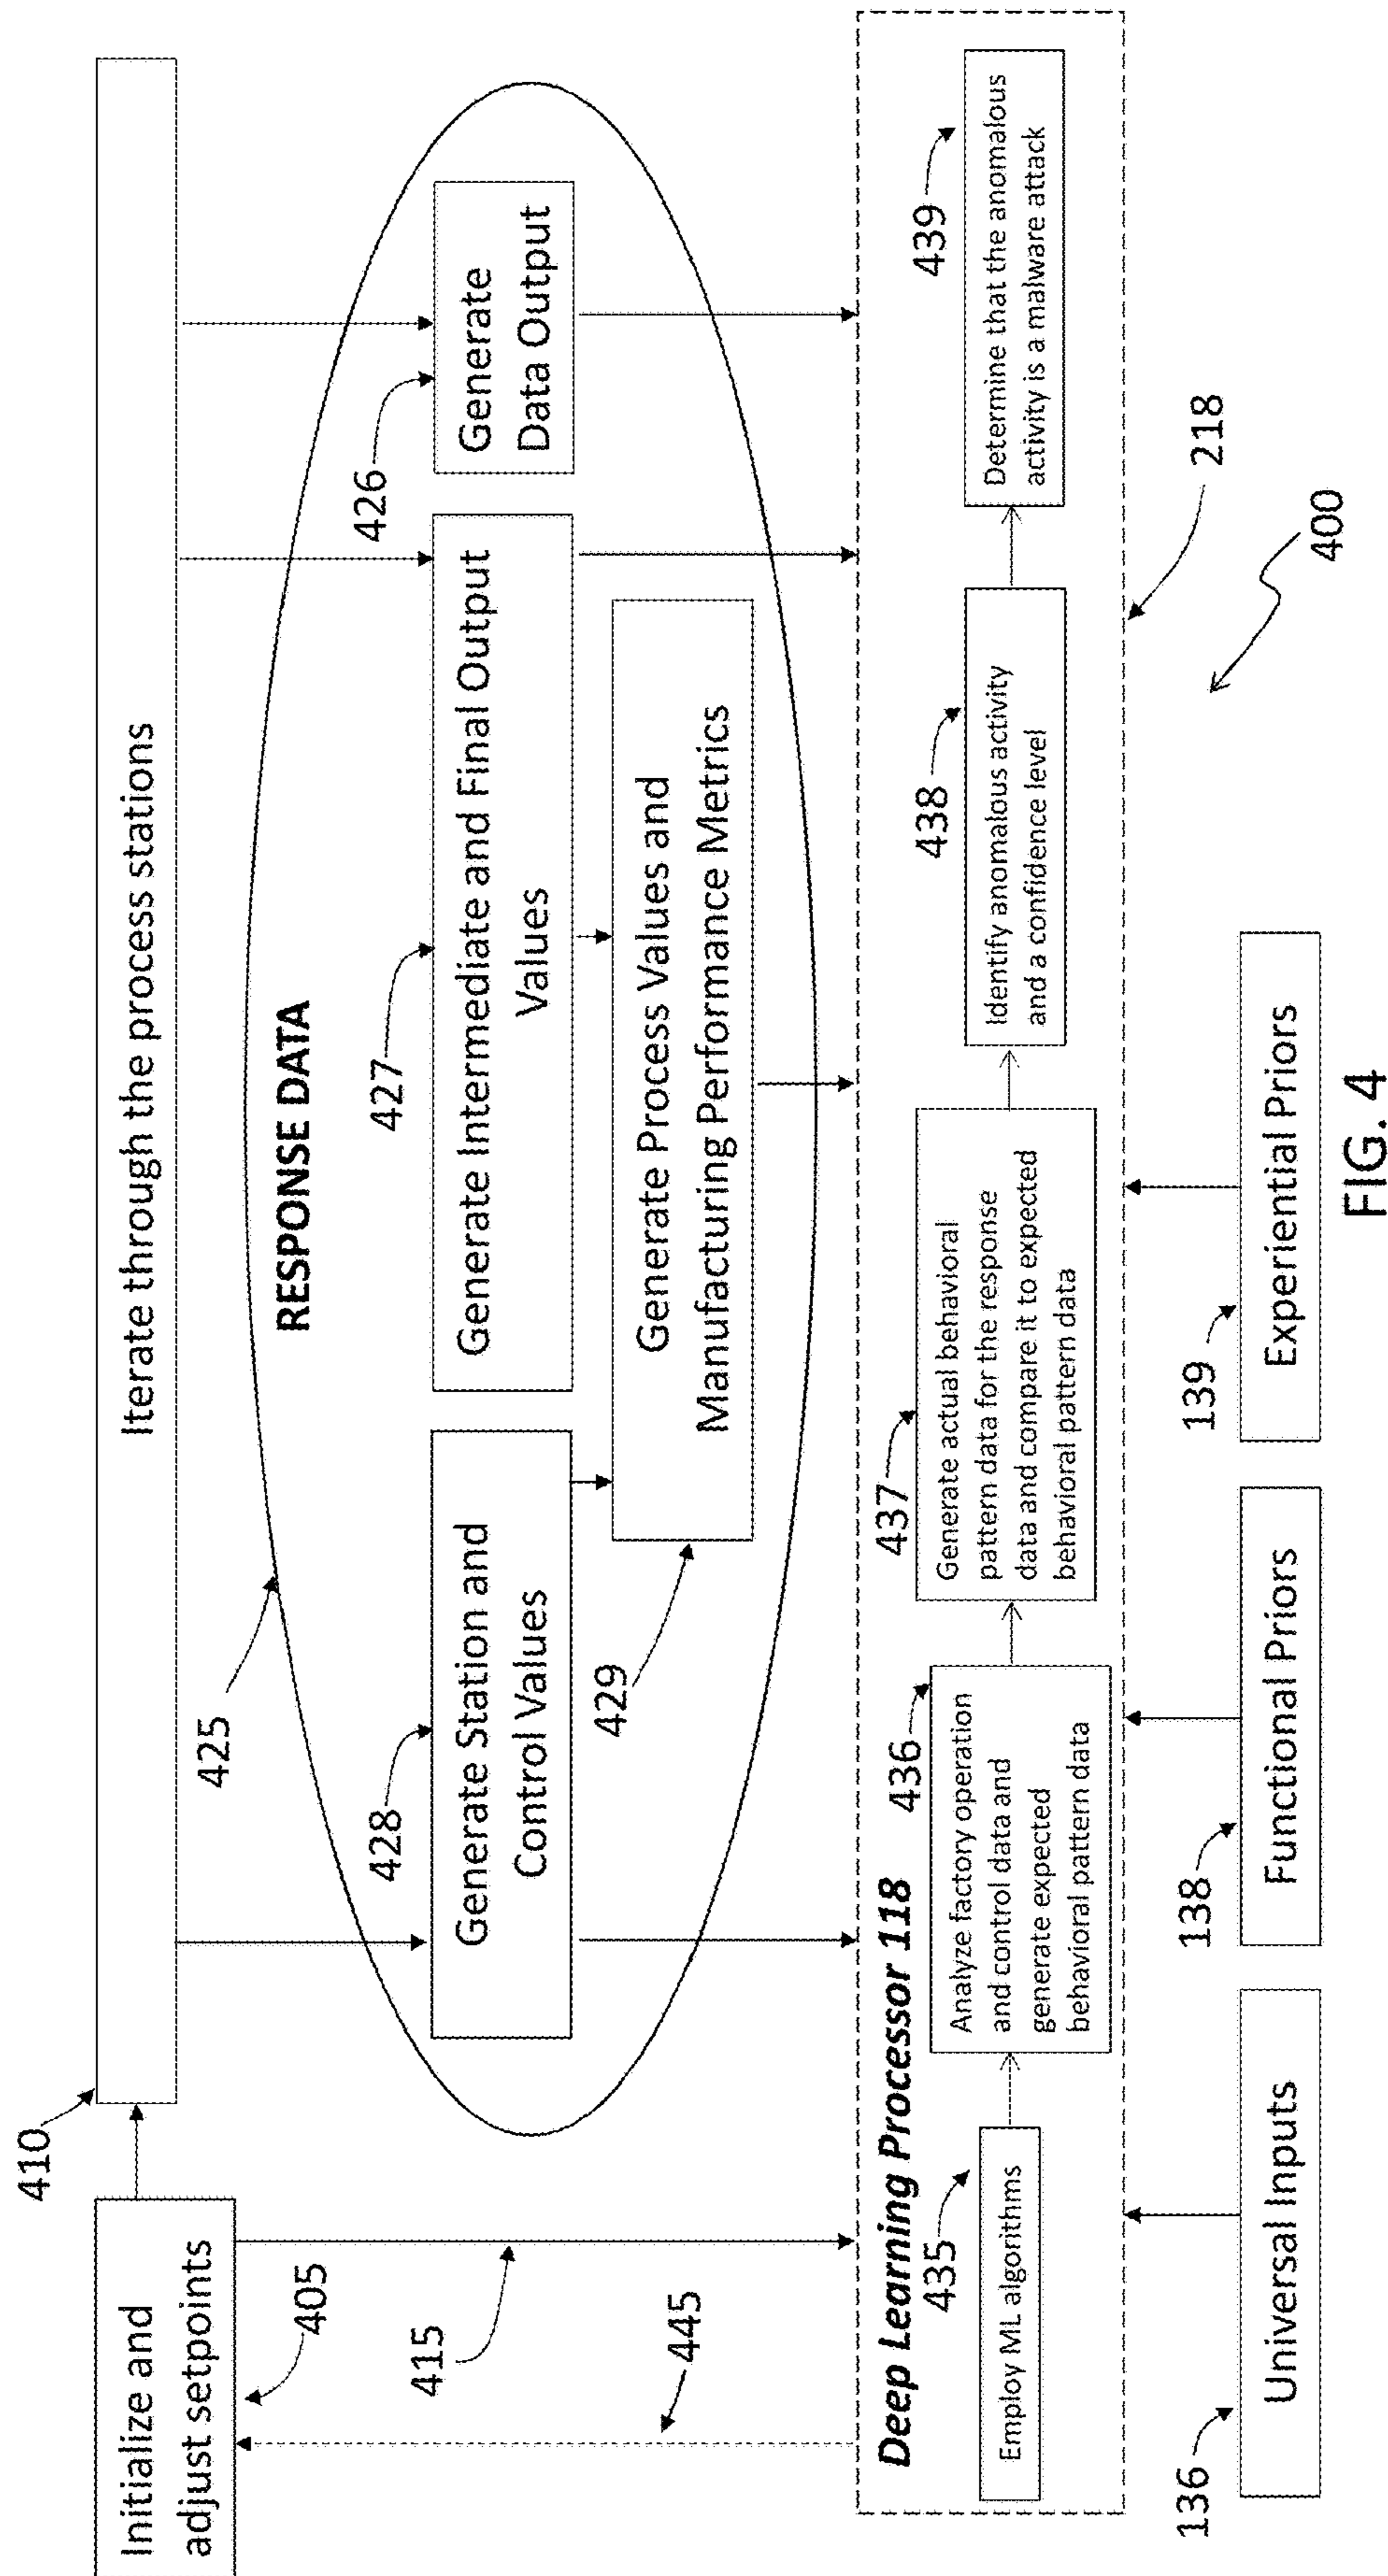 410
Iterate through the process stations
Initialize and
adjust setpoints
405
425
RESPONSE DATA
428
Generate Station and
Control Values
427
Generate Intermediate and Final Output
Values
426
Generate
Data Output
429
Generate Process Values and
Manufacturing Performance Metrics
415
445
Deep Learning Processor 118
435
Employ ML algorithms
436
Analyze factory operation
and control data and
generate expected
behavioral pattern data
437
Generate actual behavioral
pattern data for the response
data and compare it to expected
behavioral pattern data
438
Identify anomalous activity
and a confidence level
439
Determine that the anomalous
activity is a malware attack
218
136
Universal Inputs
138
Functional Priors
139
Experiential Priors
400
FIG. 4